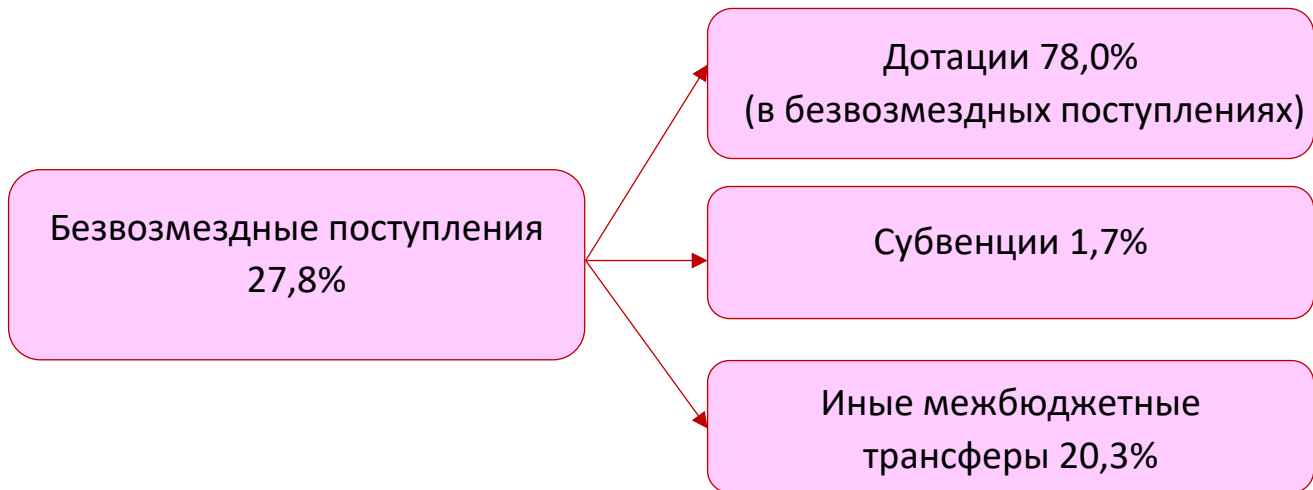 Безвозмездные поступления
27,8%
Дотации 78,0%
(в безвозмездных поступлениях)
Субвенции 1,7%
Иные межбюджетные
трансферы 20,3%